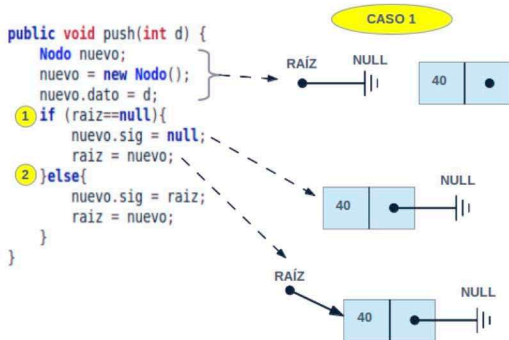 CASO 1
public void push(int d) {
Nodo nuevo;
nuevo = new Nodo();
nuevo.dato = d;
1 if (raiz==null){
nuevo.sig = null;
raiz = nuevo;
2 }else{
nuevo.sig = raiz;
raiz = nuevo;
}
}
RAÍZ
NULL
40
NULL
40
RAÍZ
NULL
40